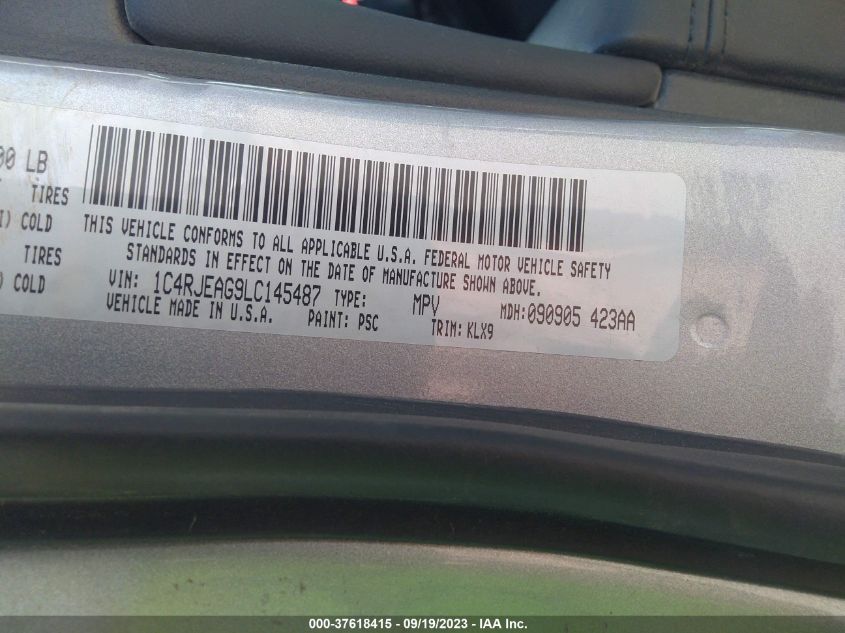 00 LB
TIRES
I) COLD
TIRES
) COLD
THIS VEHICLE CONFORMS TO ALL APPLICABLE U.S.A. FEDERAL MOTOR VEHICLE SAFETY
STANDARDS IN EFFECT ON THE DATE OF MANUFACTURE SHOWN ABOVE.
VIN: 1C4RJEAG9LC145487 TYPE: MPV MDH:090905 423AA
VEHICLE MADE IN U.S.A. PAINT: PSC TRIM: KLX9
000-37618415 - 09/19/2023 - IAA Inc.